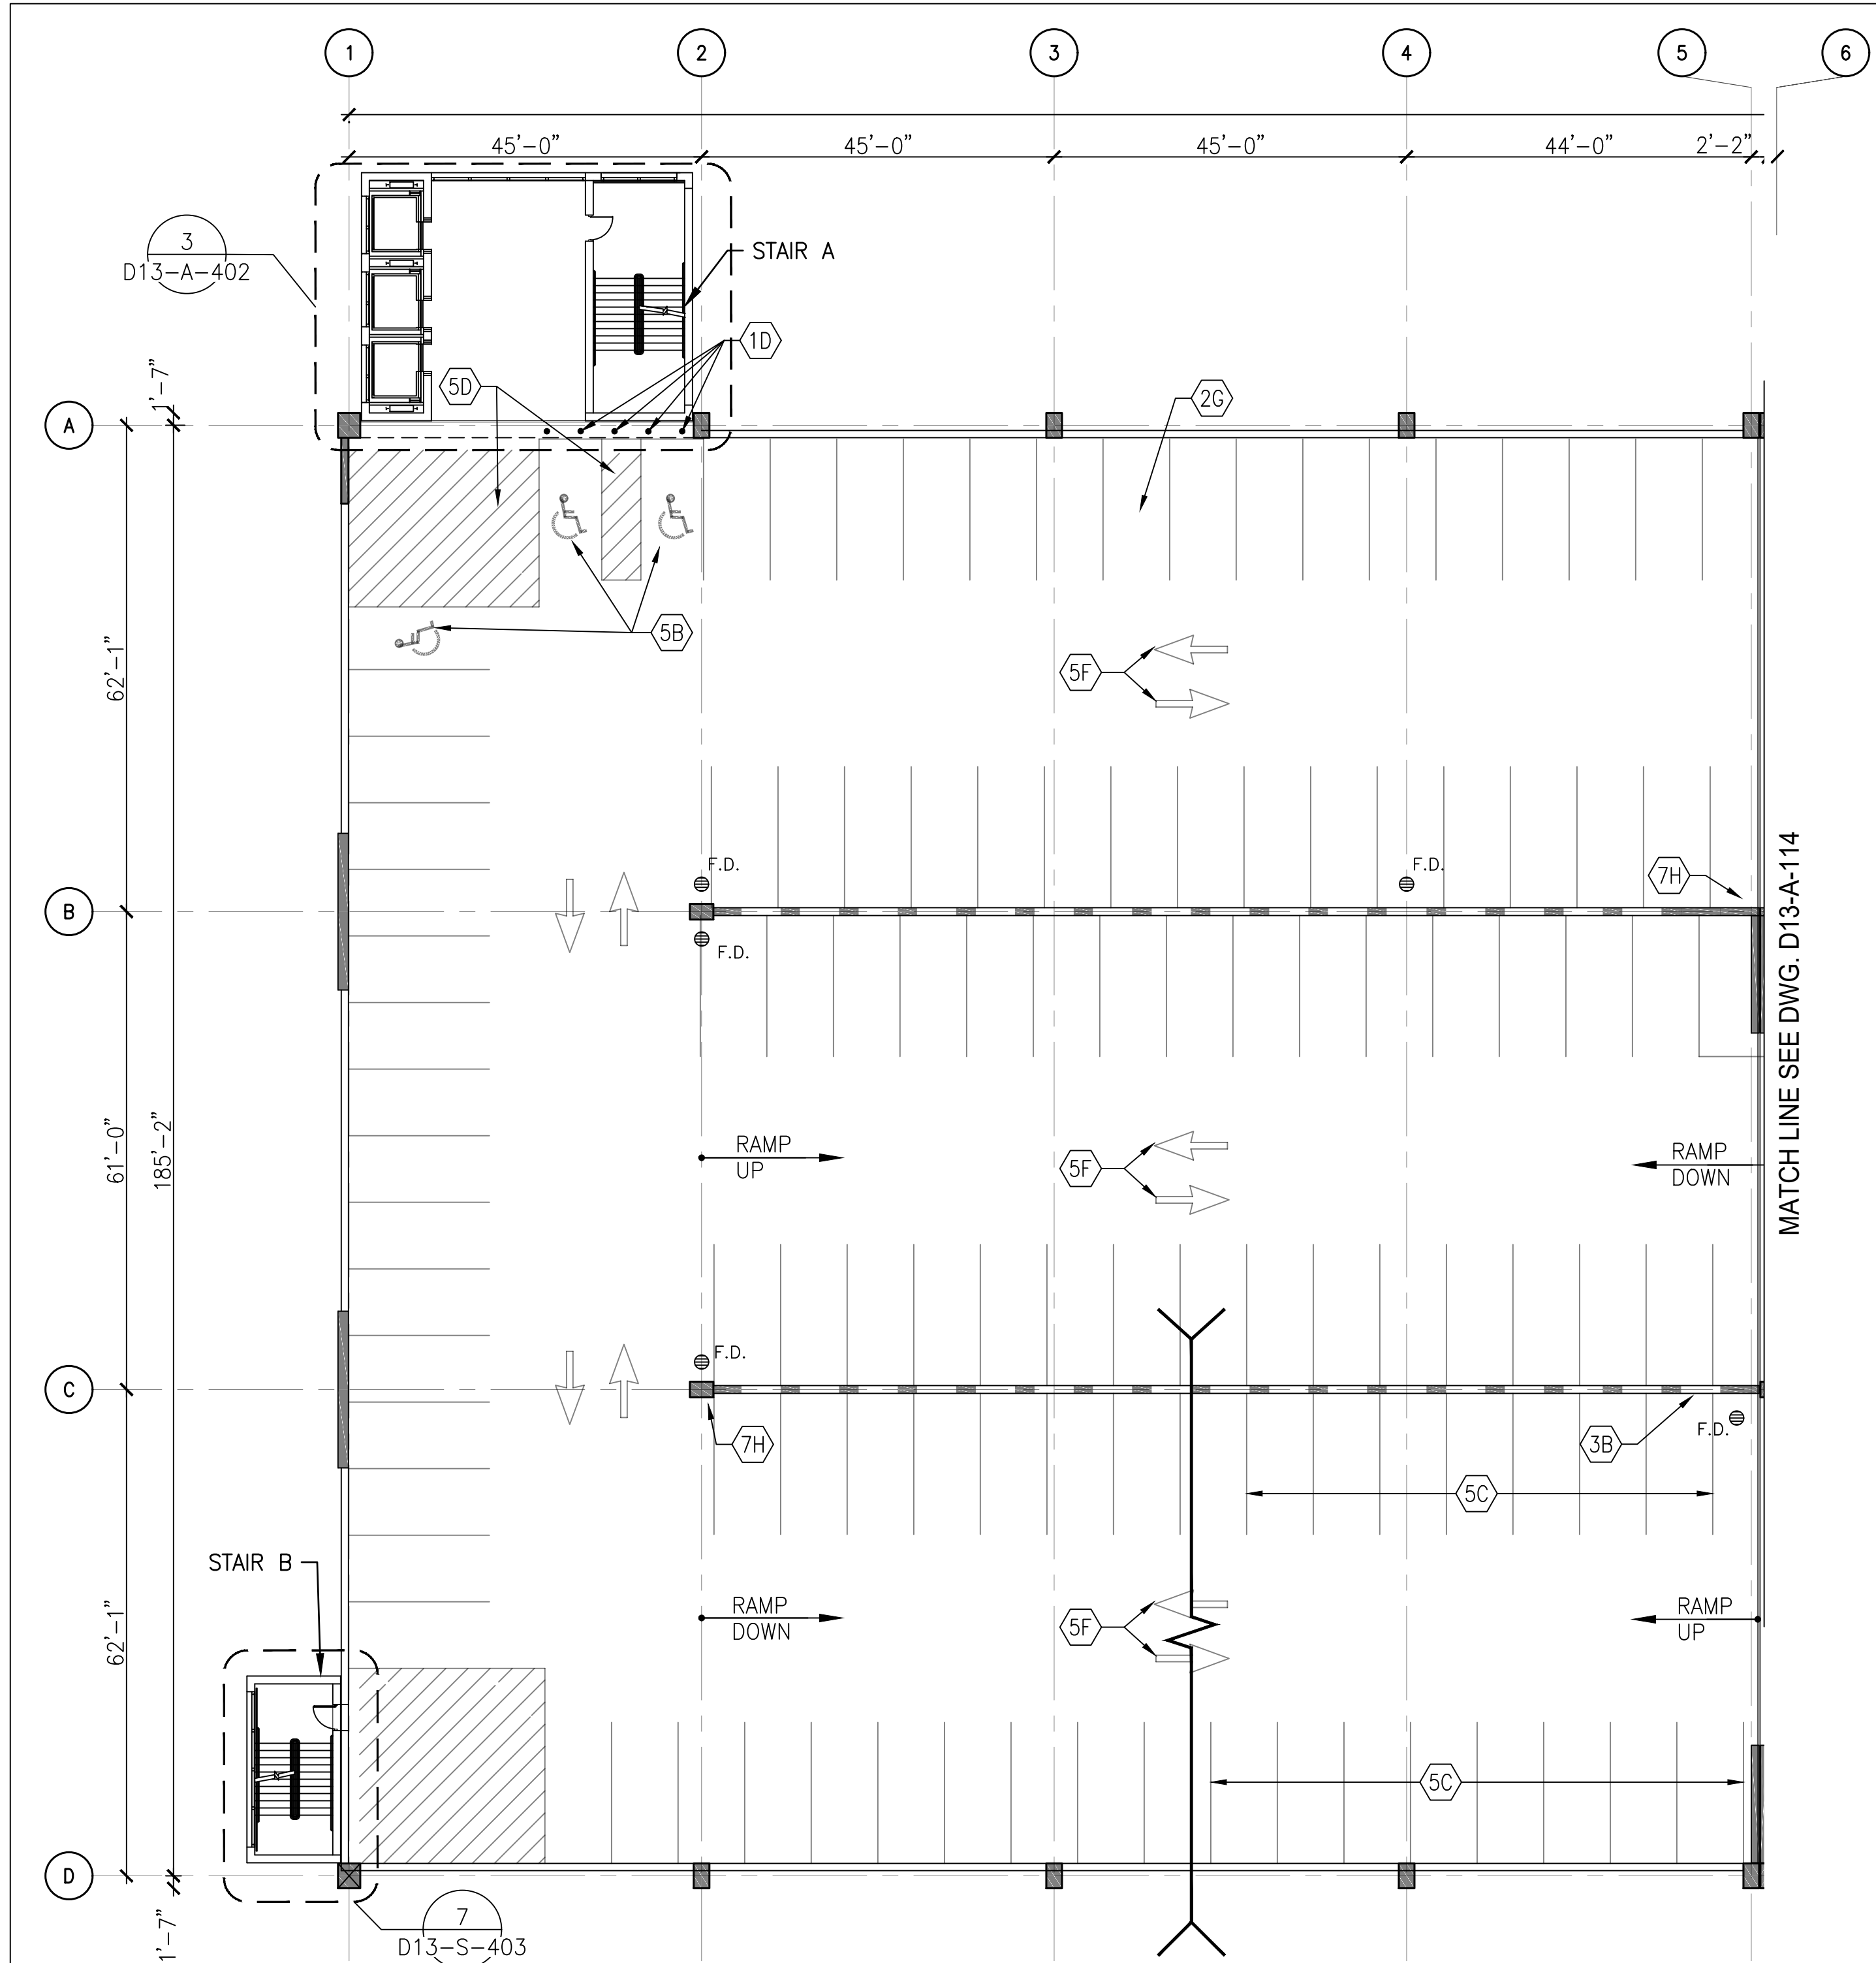 1 2 3 4 5 6
45'-0" 45'-0" 45'-0" 44'-0" 2'-2"
3
D13-A-402
STAIR A
1D
5D
2G
1'-7"
A
5B
62'-1"
5F
F.D.
F.D.
7H
B
F.D.
MATCH LINE SEE DWG. D13-A-114
61'-0"
185'-2"
RAMP
UP
5F
RAMP
DOWN
F.D.
C
7H
3B
F.D.
5C
STAIR B
62'-1"
RAMP
DOWN
5F
RAMP
UP
5C
D
7
D13-S-403
1'-7"